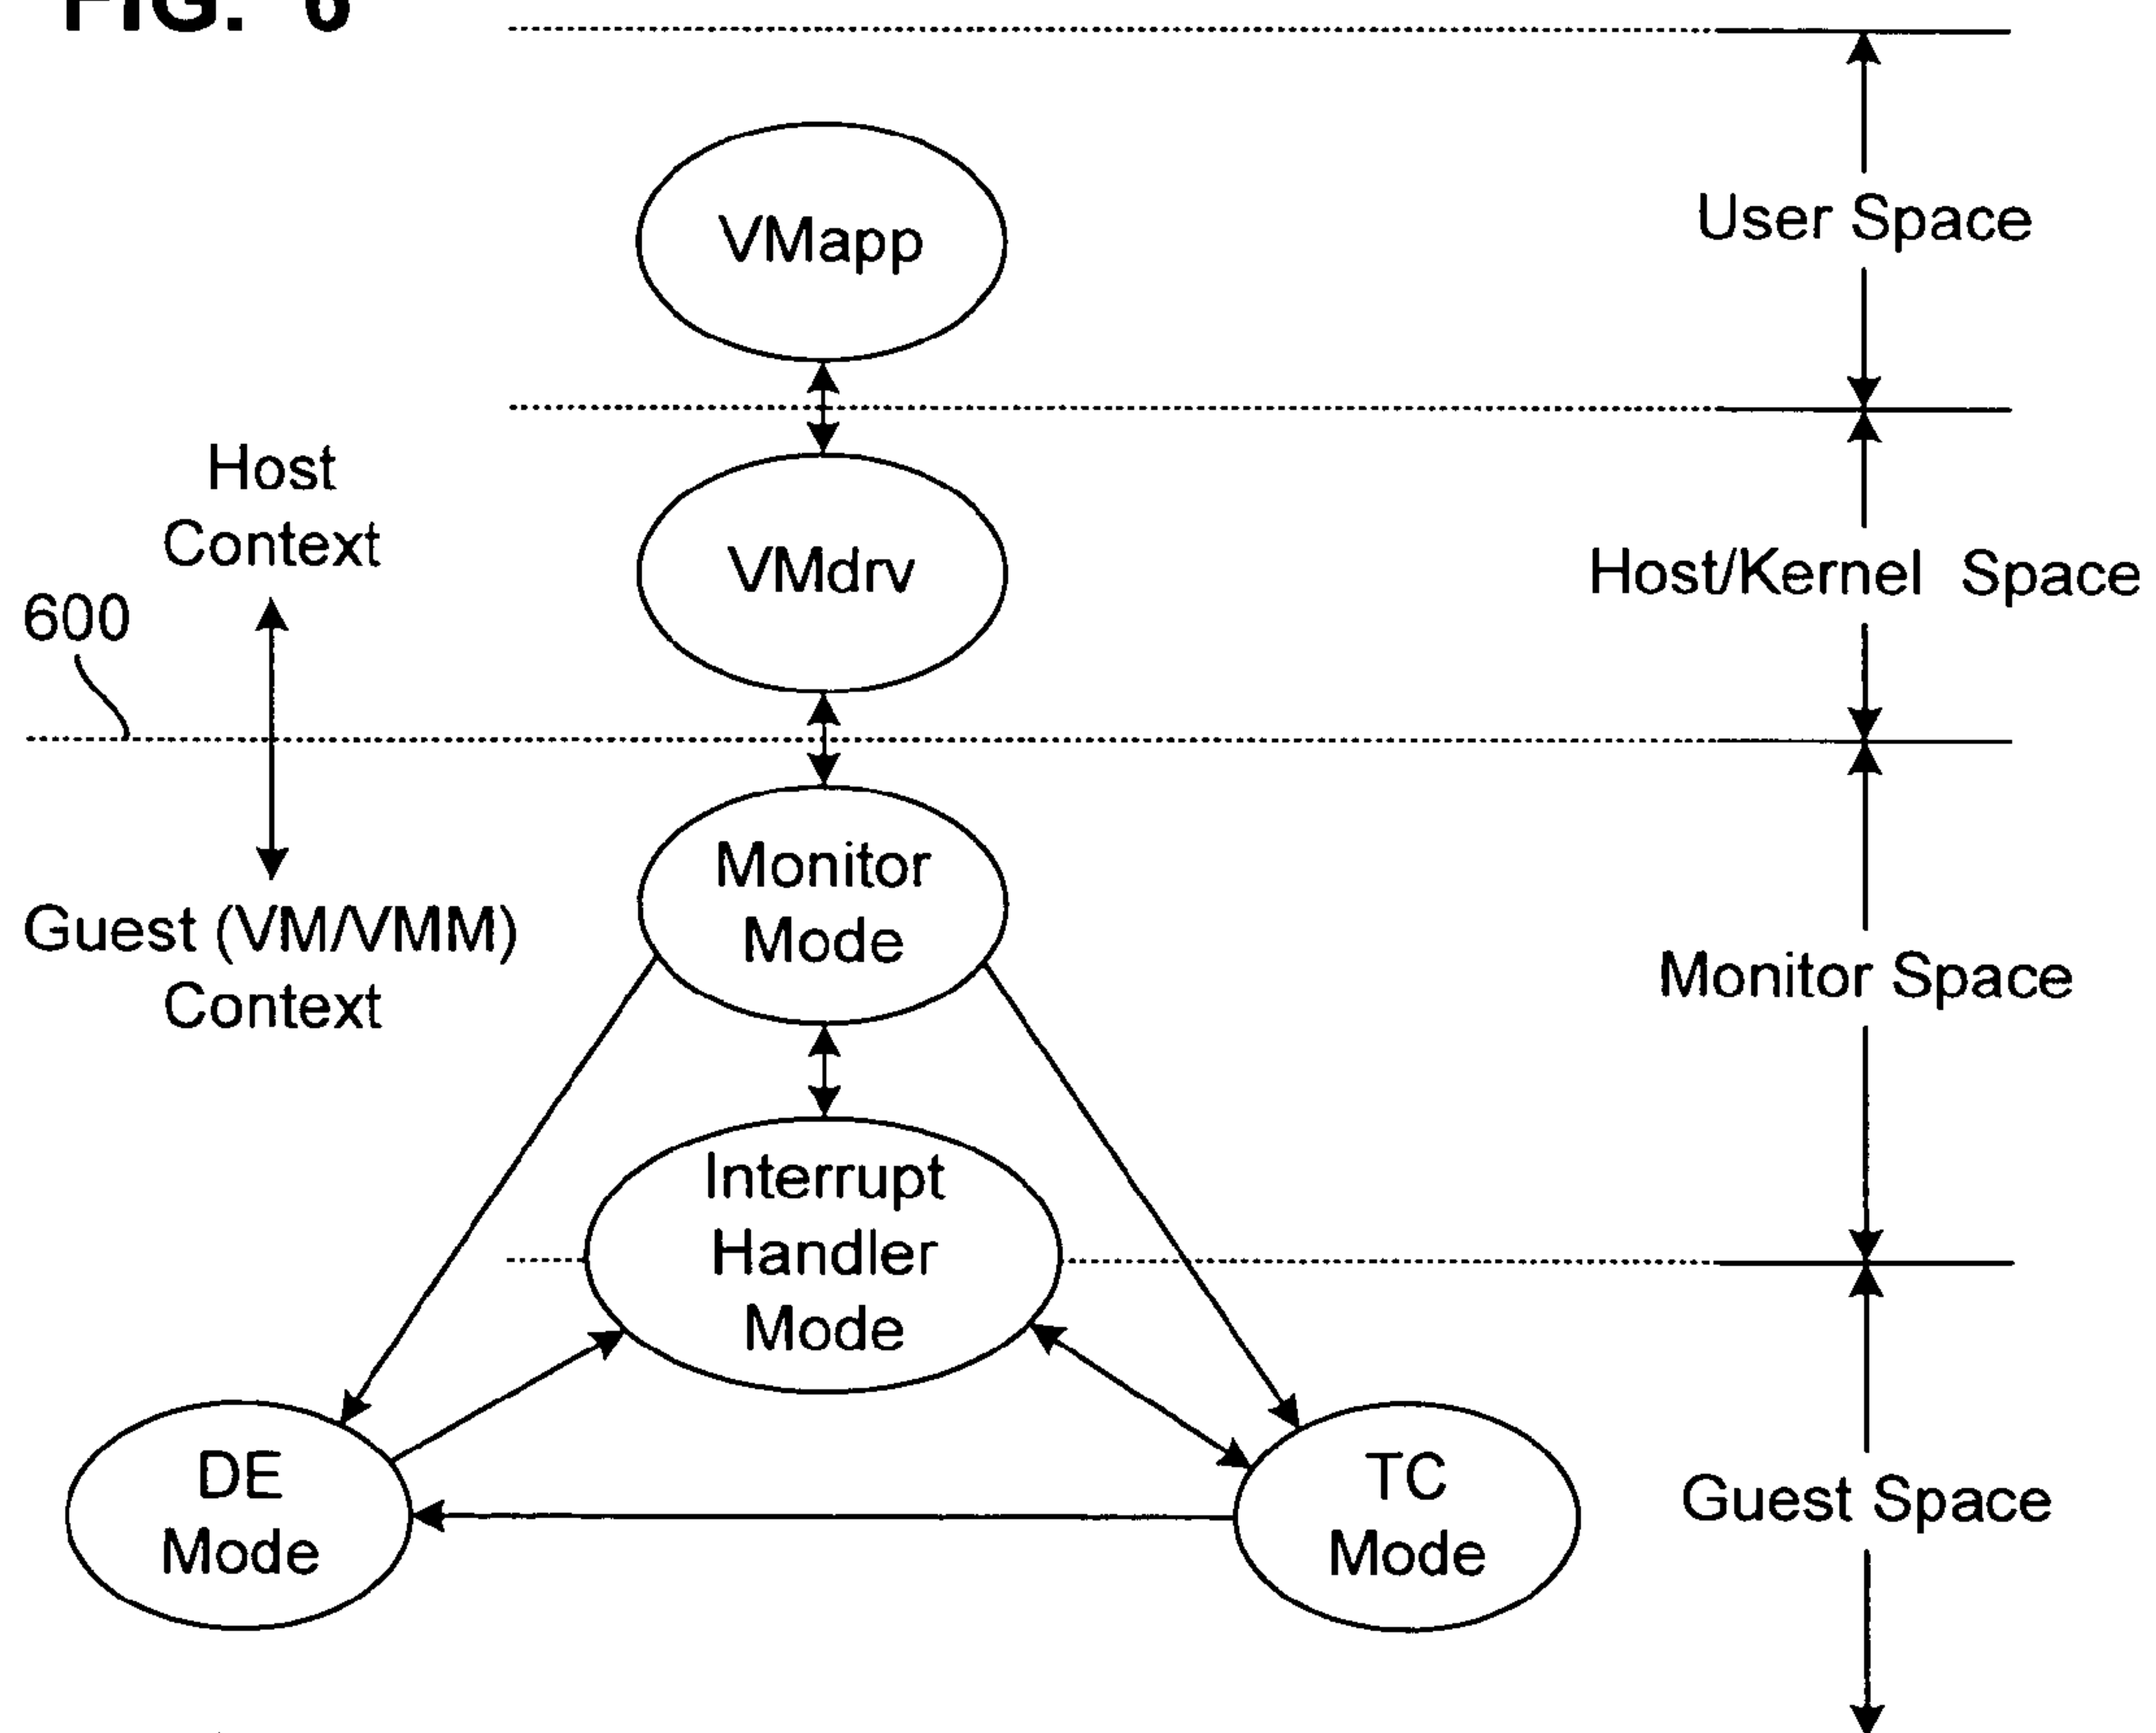 FIG. 6
VMapp
User Space
Host
Context
VMdrv
Host/Kernel Space
600
Monitor
Mode
Guest (VM/VMM)
Context
Monitor Space
Interrupt
Handler
Mode
DE
Mode
TC
Mode
Guest Space